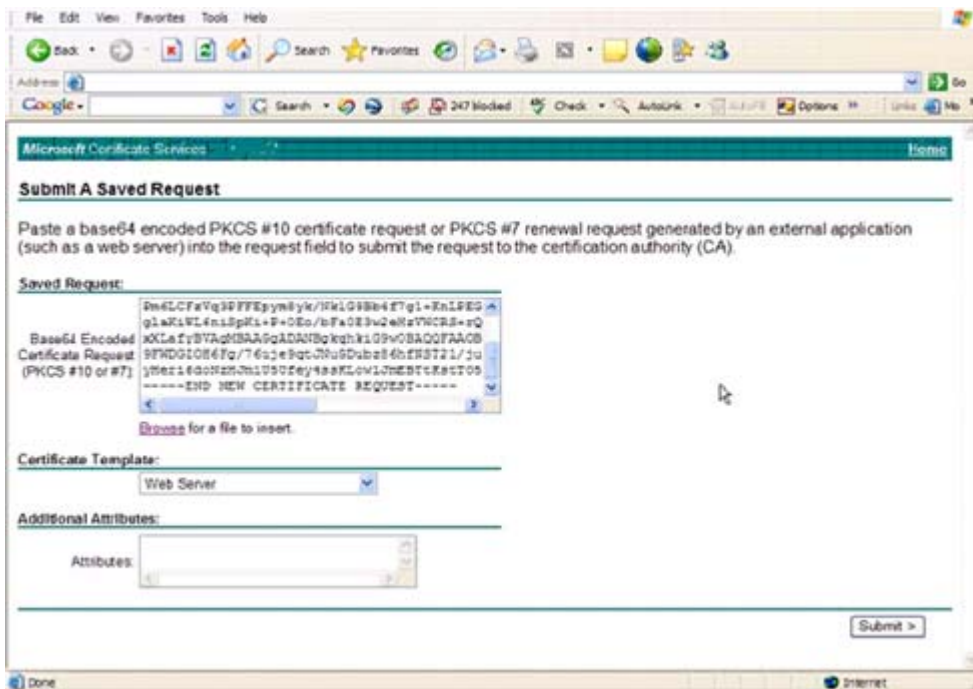 File Edit View Favorites Tools Help
Back Search Favorites
Address Go
Google Search 247 blocked Check AutoLink Options Links
Microsoft Certificate Services Home
Submit A Saved Request
Paste a base64 encoded PKCS #10 certificate request or PKCS #7 renewal request generated by an external application
(such as a web server) into the request field to submit the request to the certification authority (CA).
Saved Request:
Base64 Encoded
Certificate Request
(PKCS #10 or #7):
-----END NEW CERTIFICATE REQUEST-----
Browse for a file to insert.
Certificate Template:
Web Server
Additional Attributes:
Attributes:
Submit >
Done Internet